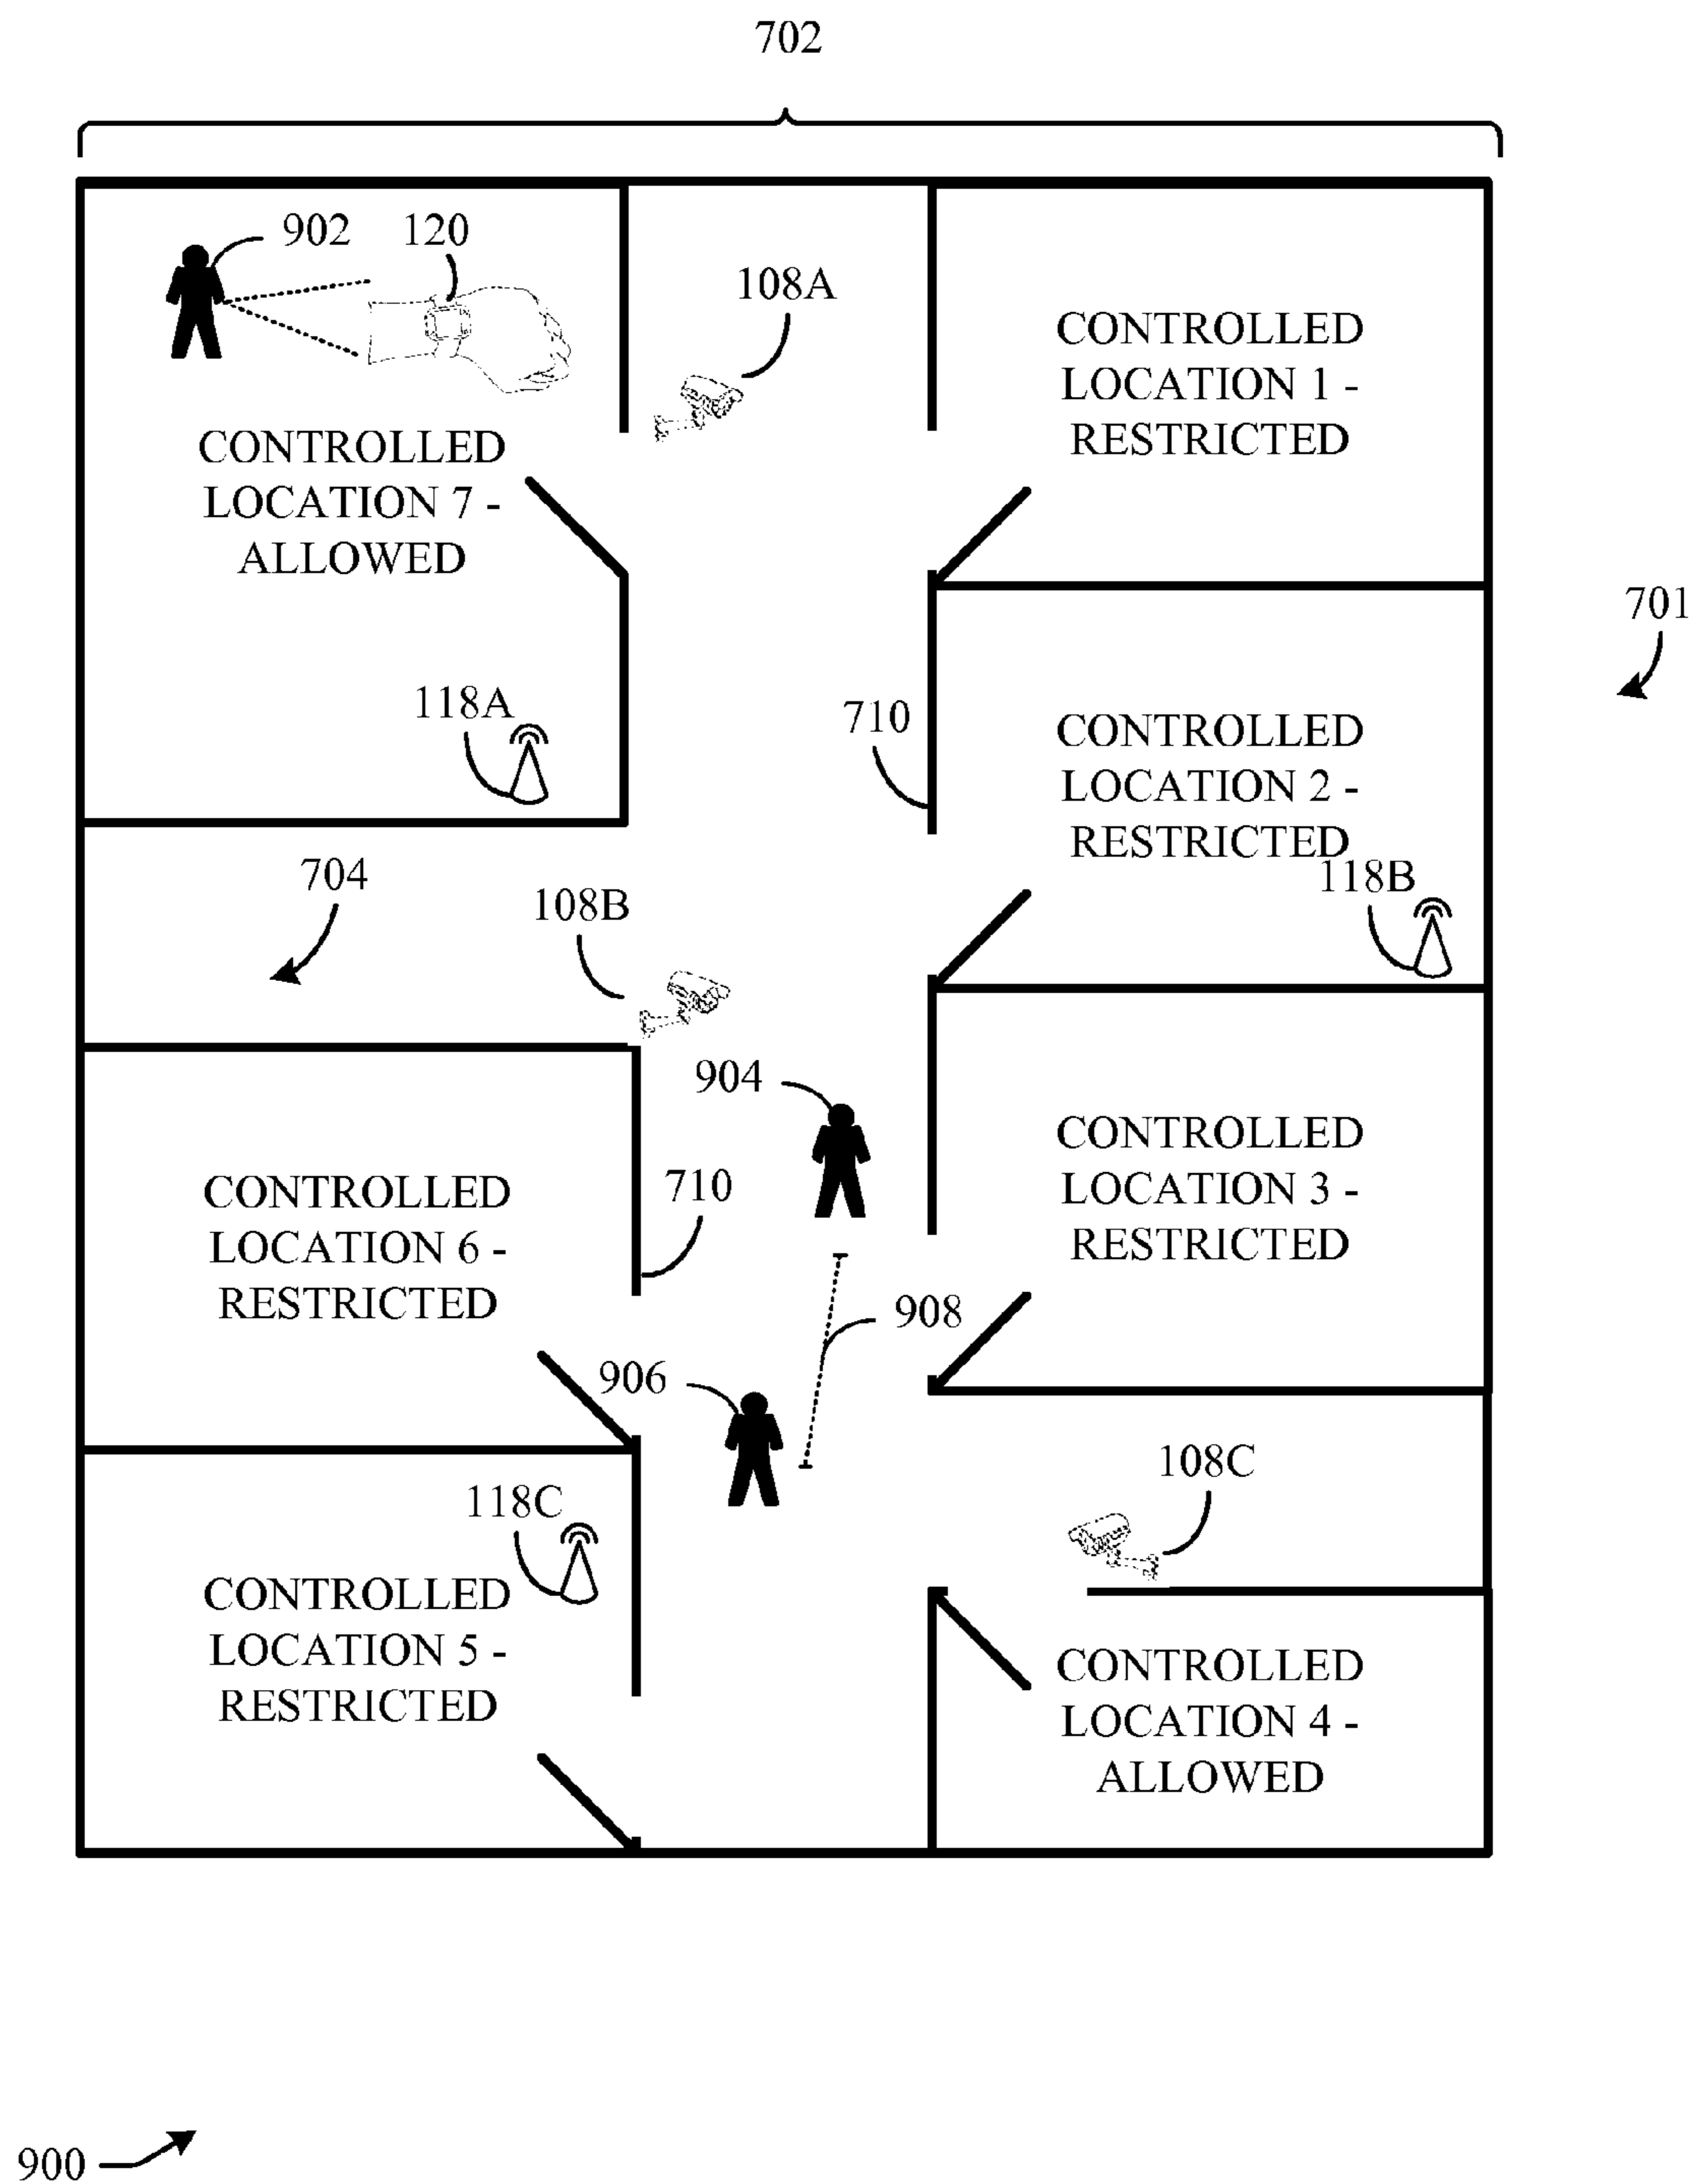 702
902
120
108A
CONTROLLED
LOCATION 1 -
RESTRICTED
CONTROLLED
LOCATION 7 -
ALLOWED
701
118A
710
CONTROLLED
LOCATION 2 -
RESTRICTED
118B
704
108B
904
CONTROLLED
LOCATION 3 -
RESTRICTED
CONTROLLED
LOCATION 6 -
RESTRICTED
710
908
906
108C
118C
CONTROLLED
LOCATION 5 -
RESTRICTED
CONTROLLED
LOCATION 4 -
ALLOWED
900